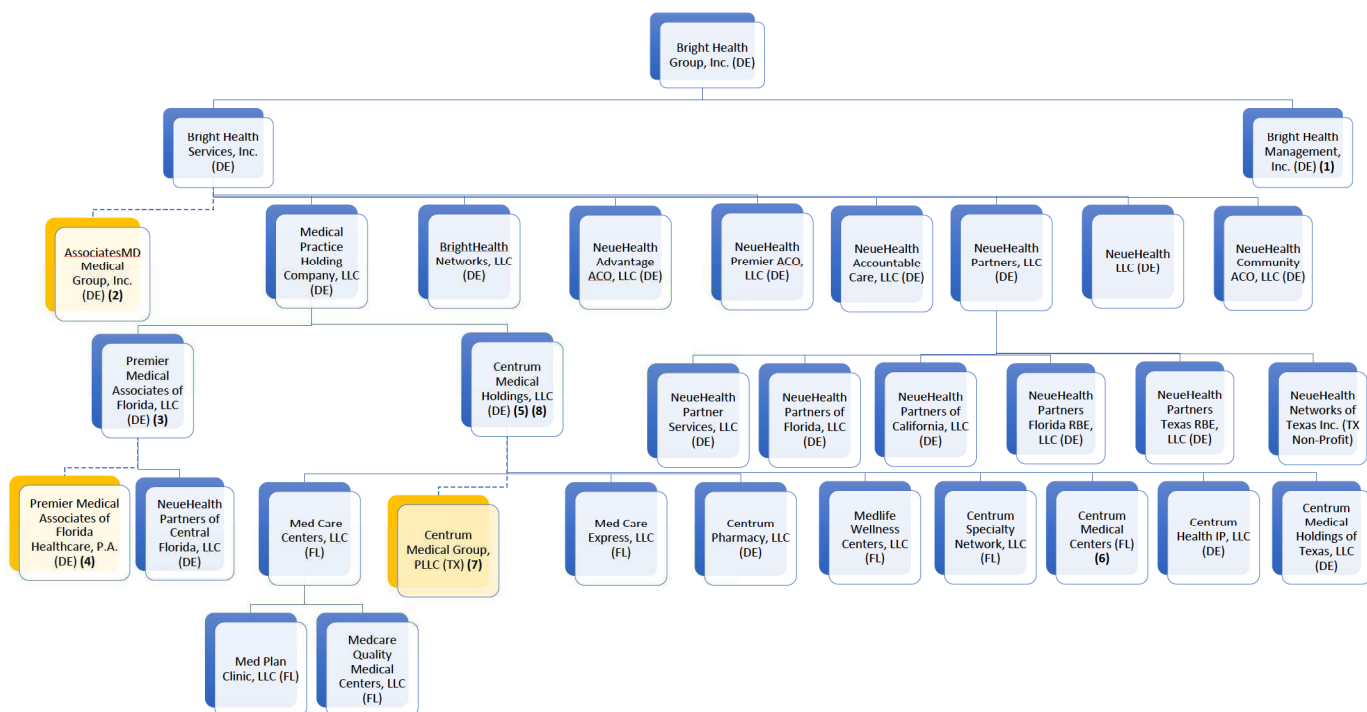 Bright Health
Group, Inc. (DE)
Bright Health
Services, Inc.
(DE)
Bright Health
Management,
Inc. (DE) (1)
AssociatesMD
Medical
Group, Inc.
(DE) (2)
Medical
Practice
Holding
Company, LLC
(DE)
BrightHealth
Networks, LLC
(DE)
NeueHealth
Advantage
ACO, LLC (DE)
NeueHealth
Premier ACO,
LLC (DE)
NeueHealth
Accountable
Care, LLC (DE)
NeueHealth
Partners, LLC
(DE)
NeueHealth
LLC (DE)
NeueHealth
Community
ACO, LLC (DE)
Premier
Medical
Associates of
Florida, LLC
(DE) (3)
Centrum
Medical
Holdings, LLC
(DE) (5) (8)
NeueHealth
Partner
Services, LLC
(DE)
NeueHealth
Partners of
Florida, LLC
(DE)
NeueHealth
Partners of
California, LLC
(DE)
NeueHealth
Partners
Florida RBE,
LLC (DE)
NeueHealth
Partners
Texas RBE,
LLC (DE)
NeueHealth
Networks of
Texas Inc. (TX
Non-Profit)
Premier Medical
Associates of
Florida
Healthcare, P.A.
(DE) (4)
NeueHealth
Partners of
Central
Florida, LLC
(DE)
Med Care
Centers, LLC
(FL)
Centrum
Medical Group,
PLLC (TX) (7)
Med Care
Express, LLC
(FL)
Centrum
Pharmacy, LLC
(DE)
Medlife
Wellness
Centers, LLC
(FL)
Centrum
Specialty
Network, LLC
(FL)
Centrum
Medical
Centers (FL)
(6)
Centrum
Health IP, LLC
(DE)
Centrum
Medical
Holdings of
Texas, LLC
(DE)
Med Plan
Clinic, LLC (FL)
Medcare
Quality
Medical
Centers, LLC
(FL)